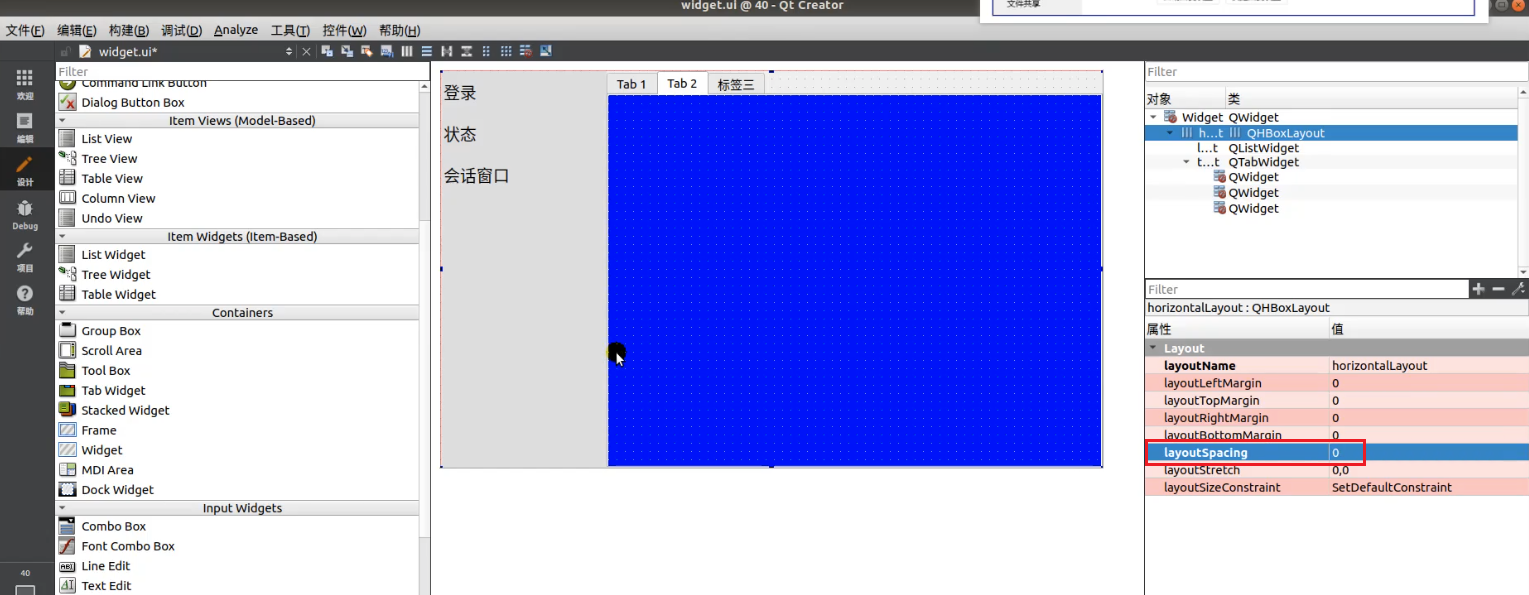 widget.ui @ 40 - Qt Creator
文件共享
文件(F) 编辑(E) 构建(B) 调试(D) Analyze 工具(T) 控件(W) 帮助(H)
widget.ui*
欢迎
编辑
设计
Debug
项目
帮助
40
Filter
Command Link Button
Dialog Button Box
Item Views (Model-Based)
List View
Tree View
Table View
Column View
Undo View
Item Widgets (Item-Based)
List Widget
Tree Widget
Table Widget
Containers
Group Box
Scroll Area
Tool Box
Tab Widget
Stacked Widget
Frame
Widget
MDI Area
Dock Widget
Input Widgets
Combo Box
Font Combo Box
Line Edit
Text Edit
登录
状态
会话窗口
Tab 1 Tab 2 标签三
Filter
对象 类
Widget QWidget
h...t QHBoxLayout
l...t QListWidget
t...t QTabWidget
QWidget
QWidget
QWidget
Filter
horizontalLayout : QHBoxLayout
属性 值
Layout
layoutName horizontalLayout
layoutLeftMargin 0
layoutTopMargin 0
layoutRightMargin 0
layoutBottomMargin 0
layoutSpacing 0
layoutStretch 0,0
layoutSizeConstraint SetDefaultConstraint